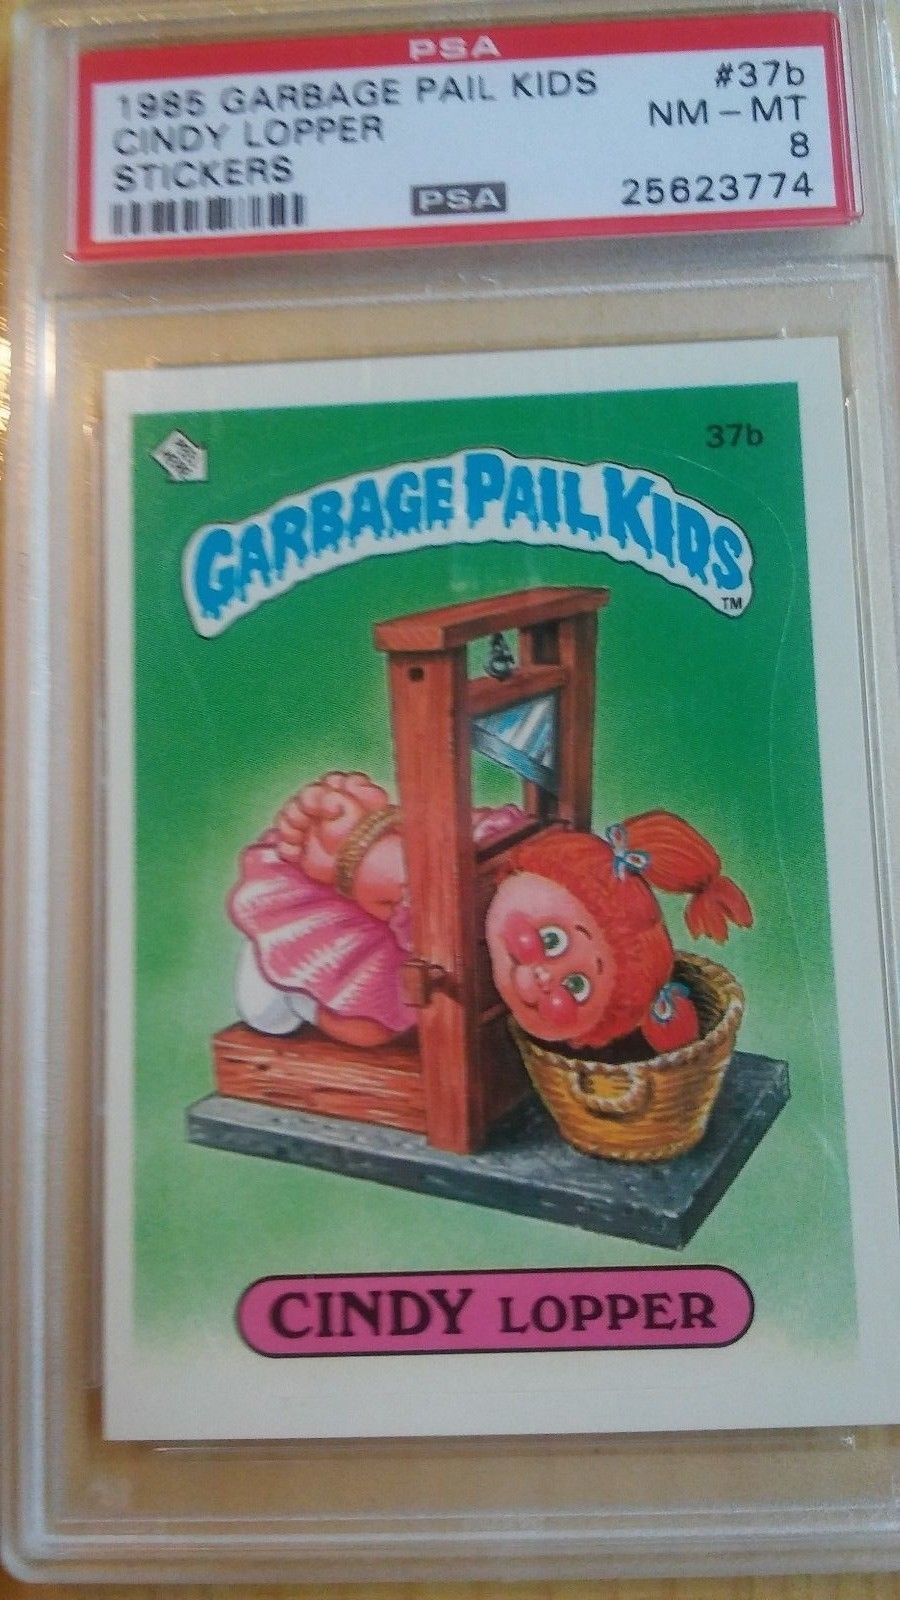 PSA
1985 GARBAGE PAIL KIDS #37b
CINDY LOPPER NM - MT
STICKERS 8
PSA 25623774
37b
GARBAGE PAIL KIDS
TM
CINDY LOPPER